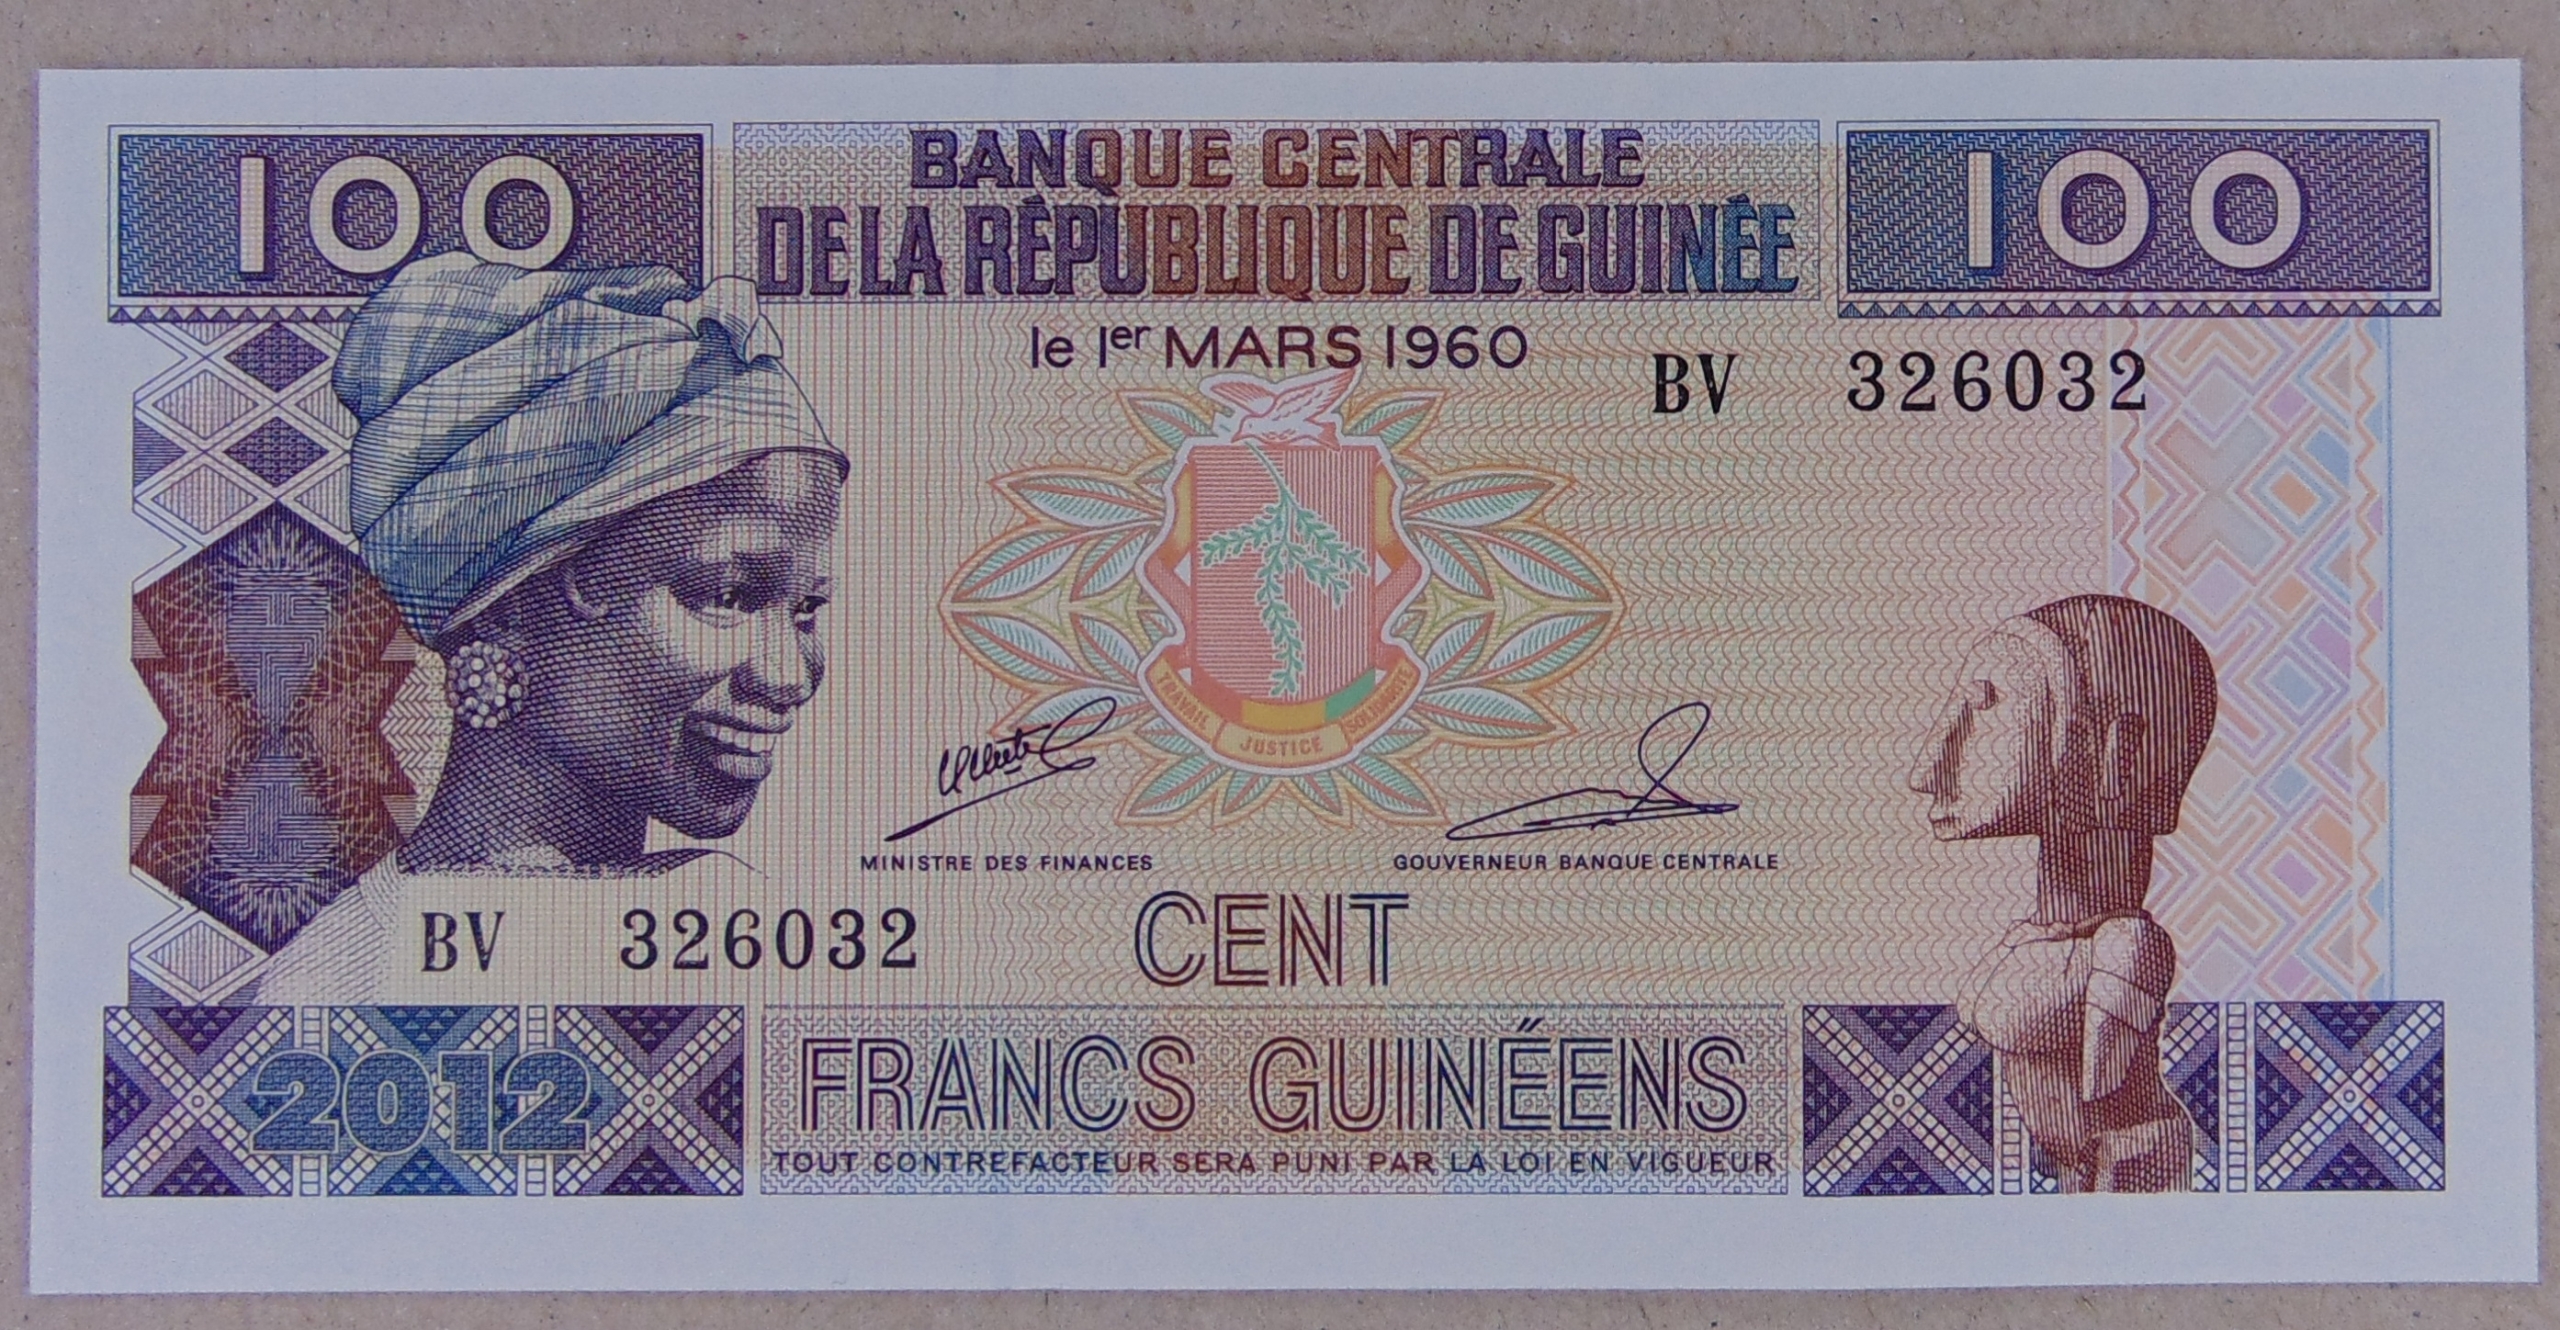 100
BANQUE CENTRALE
DE LA RÉPUBLIQUE DE GUINÉE
100
le 1er MARS 1960
BV 326032
TRAVAIL JUSTICE SOLIDARITÉ
MINISTRE DES FINANCES
GOUVERNEUR BANQUE CENTRALE
BV 326032
CENT
2012
FRANCS GUINÉENS
TOUT CONTREFACTEUR SERA PUNI PAR LA LOI EN VIGUEUR